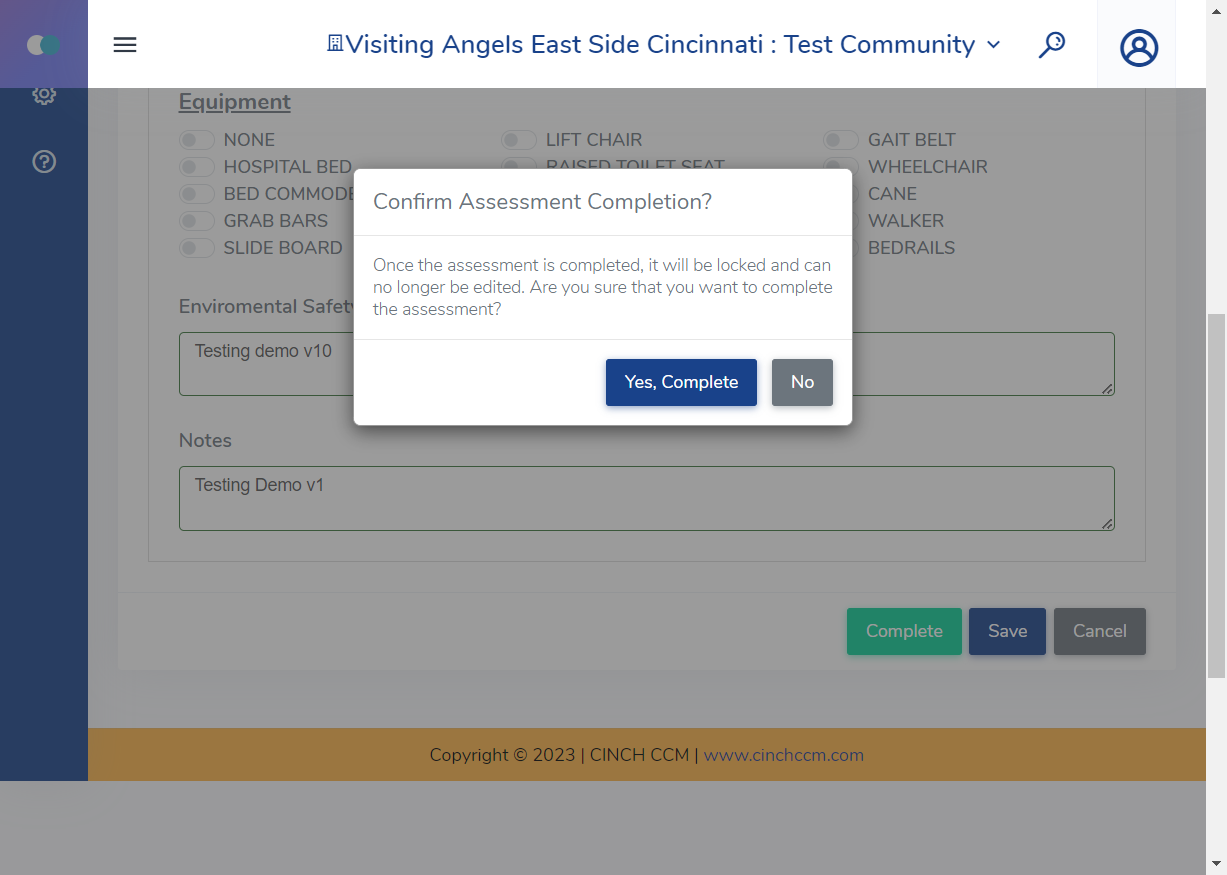 Visiting Angels East Side Cincinnati : Test Community
Equipment
NONE LIFT CHAIR GAIT BELT
HOSPITAL BED RAISED TOILET SEAT WHEELCHAIR
BED COMMODE CANE
GRAB BARS WALKER
SLIDE BOARD BEDRAILS
Confirm Assessment Completion?
Once the assessment is completed, it will be locked and can
no longer be edited. Are you sure that you want to complete
the assessment?
Yes, Complete No
Enviromental Safety
Testing demo v10
Notes
Testing Demo v1
Complete Save Cancel
Copyright © 2023 | CINCH CCM | www.cinchccm.com